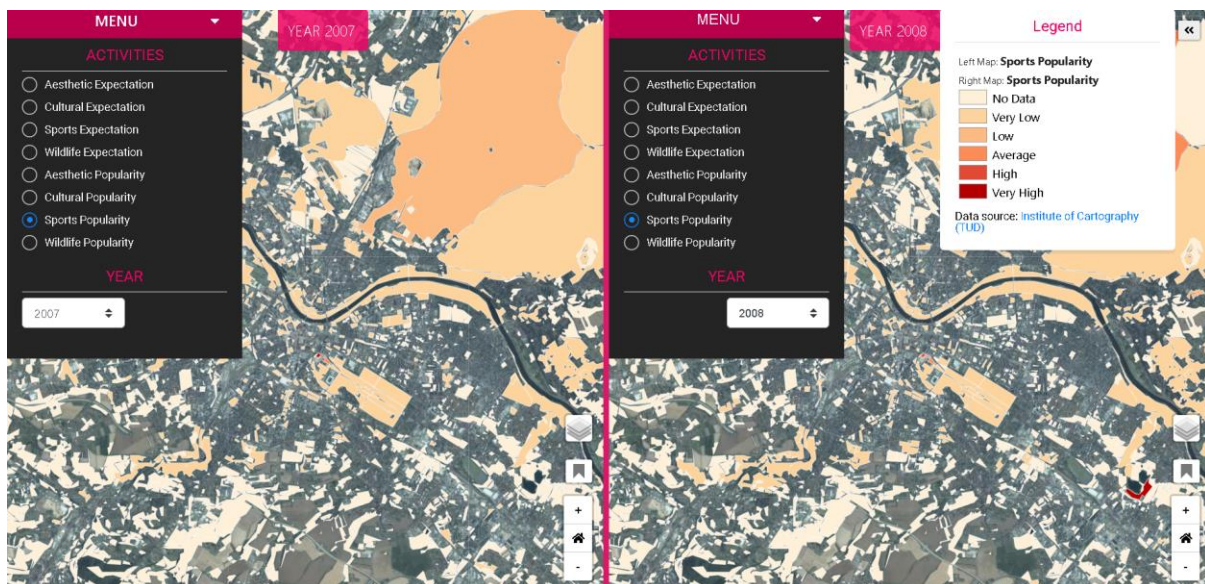 MENU
YEAR 2007
ACTIVITIES
Aesthetic Expectation
Cultural Expectation
Sports Expectation
Wildlife Expectation
Aesthetic Popularity
Cultural Popularity
Sports Popularity
Wildlife Popularity
YEAR
2007
+
-
MENU
YEAR 2008
ACTIVITIES
Aesthetic Expectation
Cultural Expectation
Sports Expectation
Wildlife Expectation
Aesthetic Popularity
Cultural Popularity
Sports Popularity
Wildlife Popularity
YEAR
2008
Legend
«
Left Map: Sports Popularity
Right Map: Sports Popularity
No Data
Very Low
Low
Average
High
Very High
Data source: Institute of Cartography
(TUD)
+
-